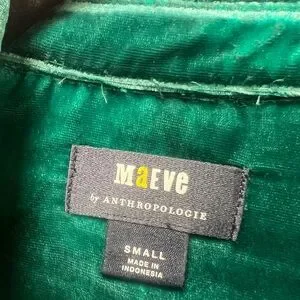 Maeve
by ANTHROPOLOGIE
SMALL
MADE IN
INDONESIA